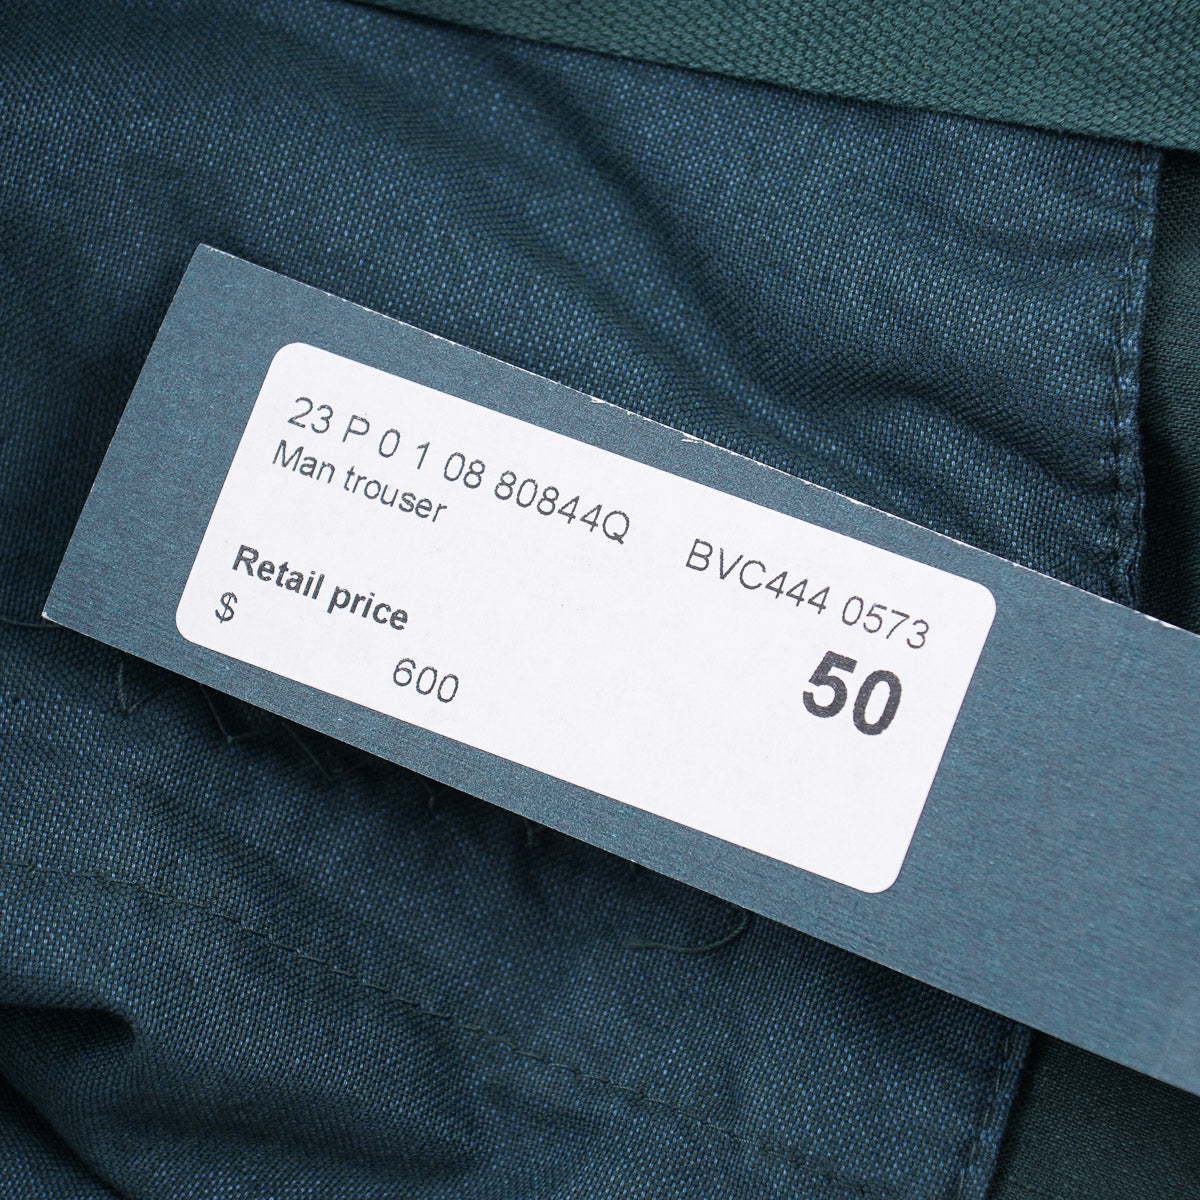 23 P 0 1 08 80844Q BVC444 0573
Man trouser
50
Retail price
$
600